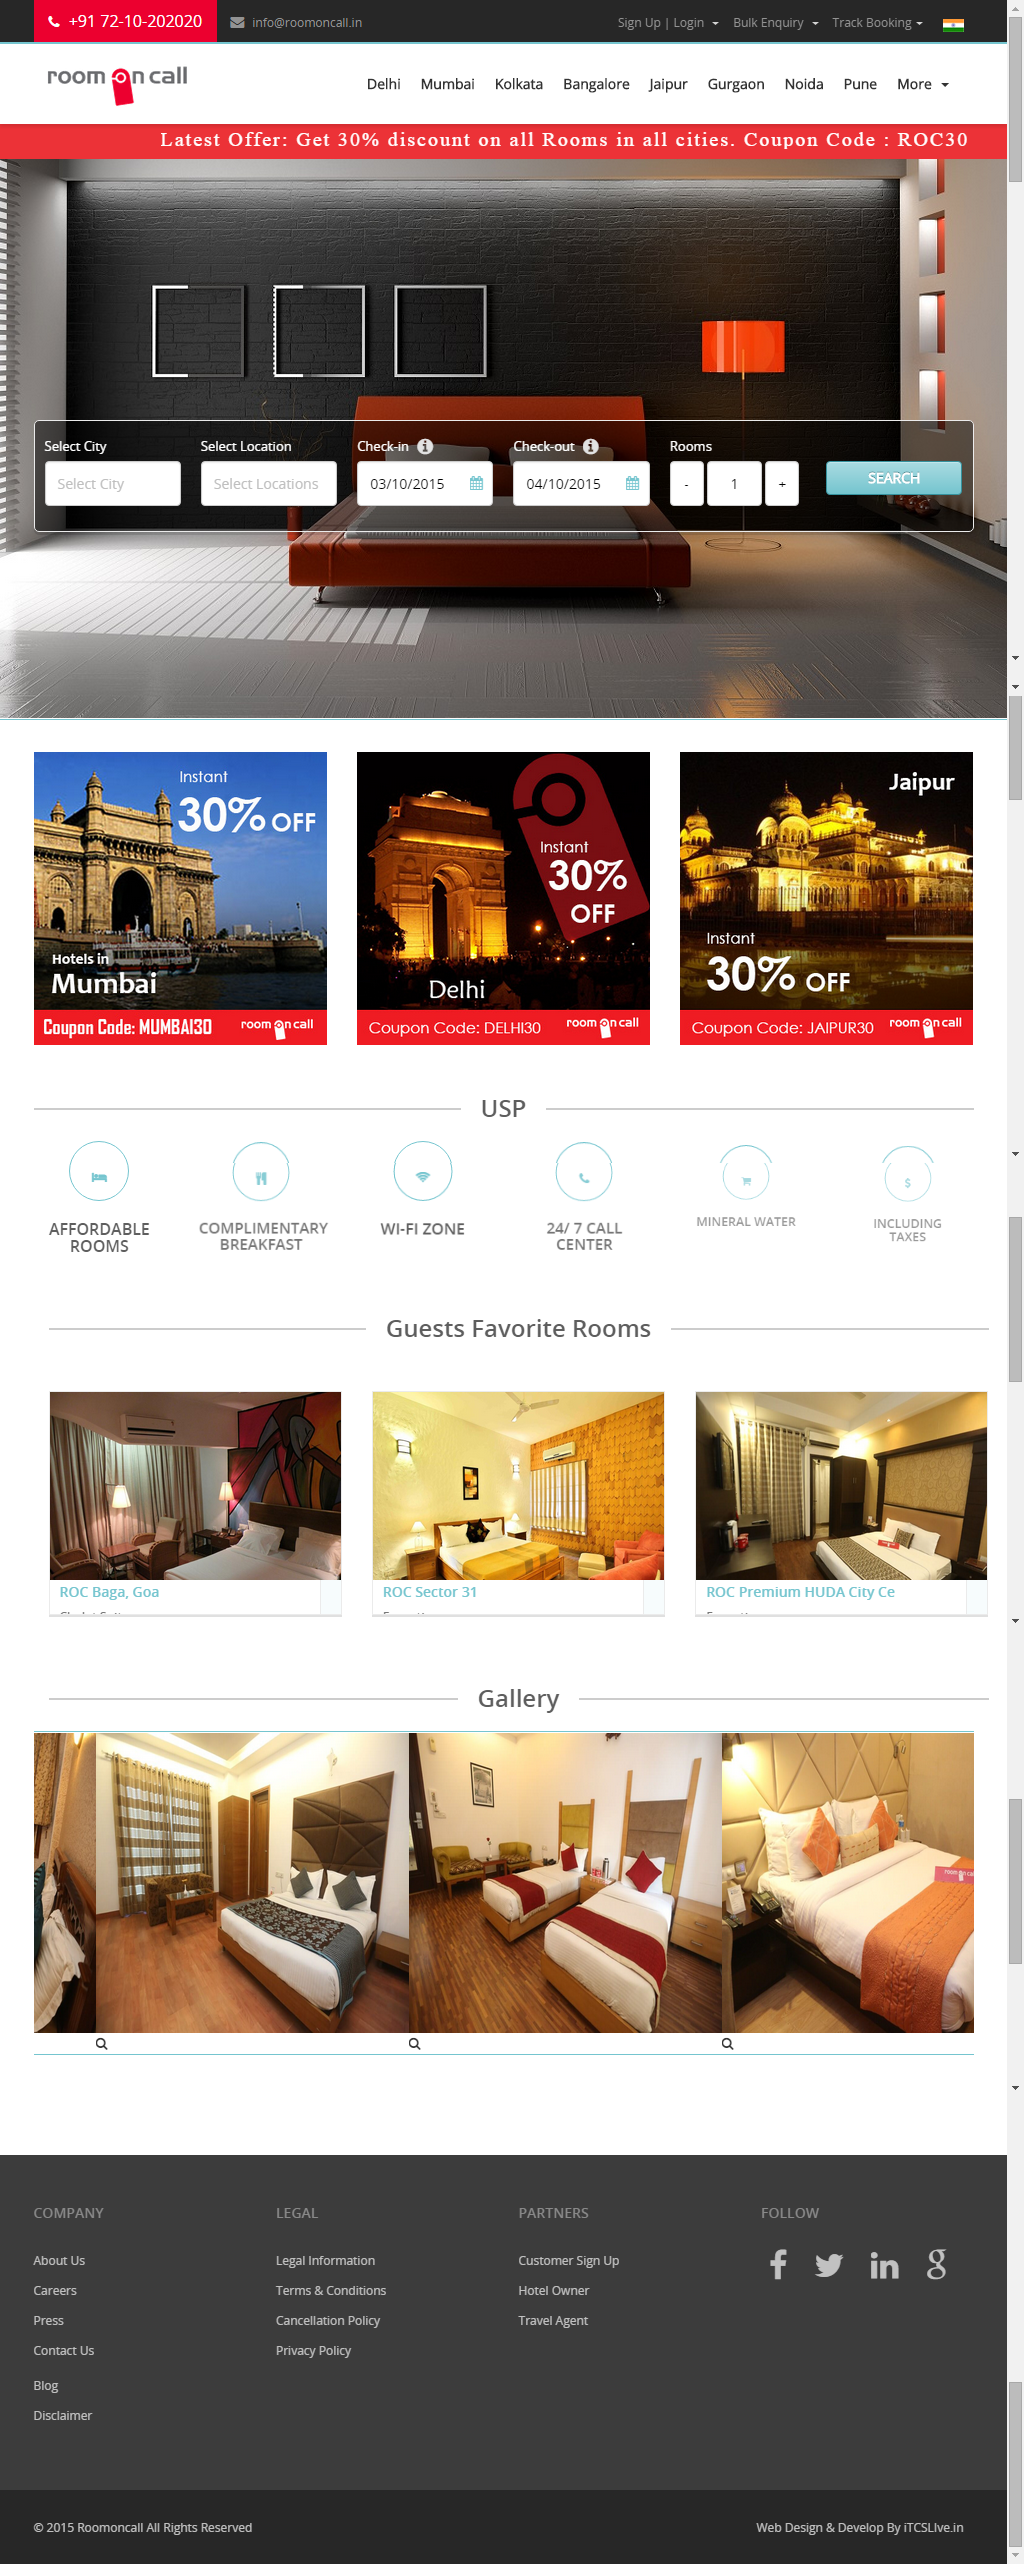 +91 72-10-202020
info@roomoncall.in
Sign Up | Login
Bulk Enquiry
Track Booking
room on call
Delhi Mumbai Kolkata Bangalore Jaipur Gurgaon Noida Pune More
Latest Offer: Get 30% discount on all Rooms in all cities. Coupon Code : ROC30
Select City Select Location Check-in Check-out Rooms
Select City Select Locations 03/10/2015 04/10/2015 - 1 + SEARCH
Instant
30% OFF
Hotels in
Mumbai
Coupon Code: MUMBAI30 room on call
Instant
30%
OFF
Delhi
Coupon Code: DELHI30 room on call
Jaipur
Instant
30% OFF
Coupon Code: JAIPUR30 room on call
USP
AFFORDABLE
ROOMS
COMPLIMENTARY
BREAKFAST
WI-FI ZONE
24/ 7 CALL
CENTER
MINERAL WATER
INCLUDING
TAXES
Guests Favorite Rooms
ROC Baga, Goa
ROC Sector 31
ROC Premium HUDA City Ce
Gallery
room on ca
COMPANY
About Us
Careers
Press
Contact Us
Blog
Disclaimer
LEGAL
Legal Information
Terms & Conditions
Cancellation Policy
Privacy Policy
PARTNERS
Customer Sign Up
Hotel Owner
Travel Agent
FOLLOW
© 2015 Roomoncall All Rights Reserved
Web Design & Develop By iTCSLIve.in